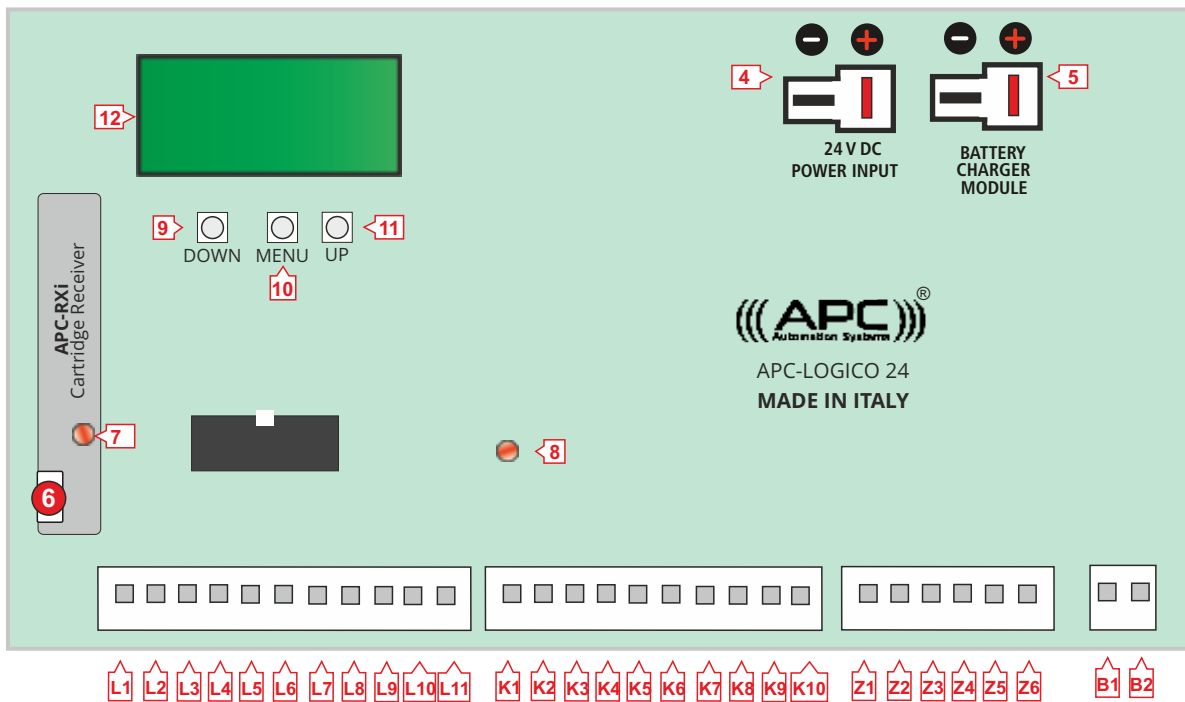 − + − +
4
5
24 V DC
POWER INPUT
BATTERY
CHARGER
MODULE
12
9
11
DOWN MENU UP
10
APC-RXi
Cartridge Receiver
(((APC)))®
Automation Systems
APC-LOGICO 24
MADE IN ITALY
7
8
6
L1 L2 L3 L4 L5 L6 L7 L8 L9 L10 L11 K1 K2 K3 K4 K5 K6 K7 K8 K9 K10 Z1 Z2 Z3 Z4 Z5 Z6 B1 B2